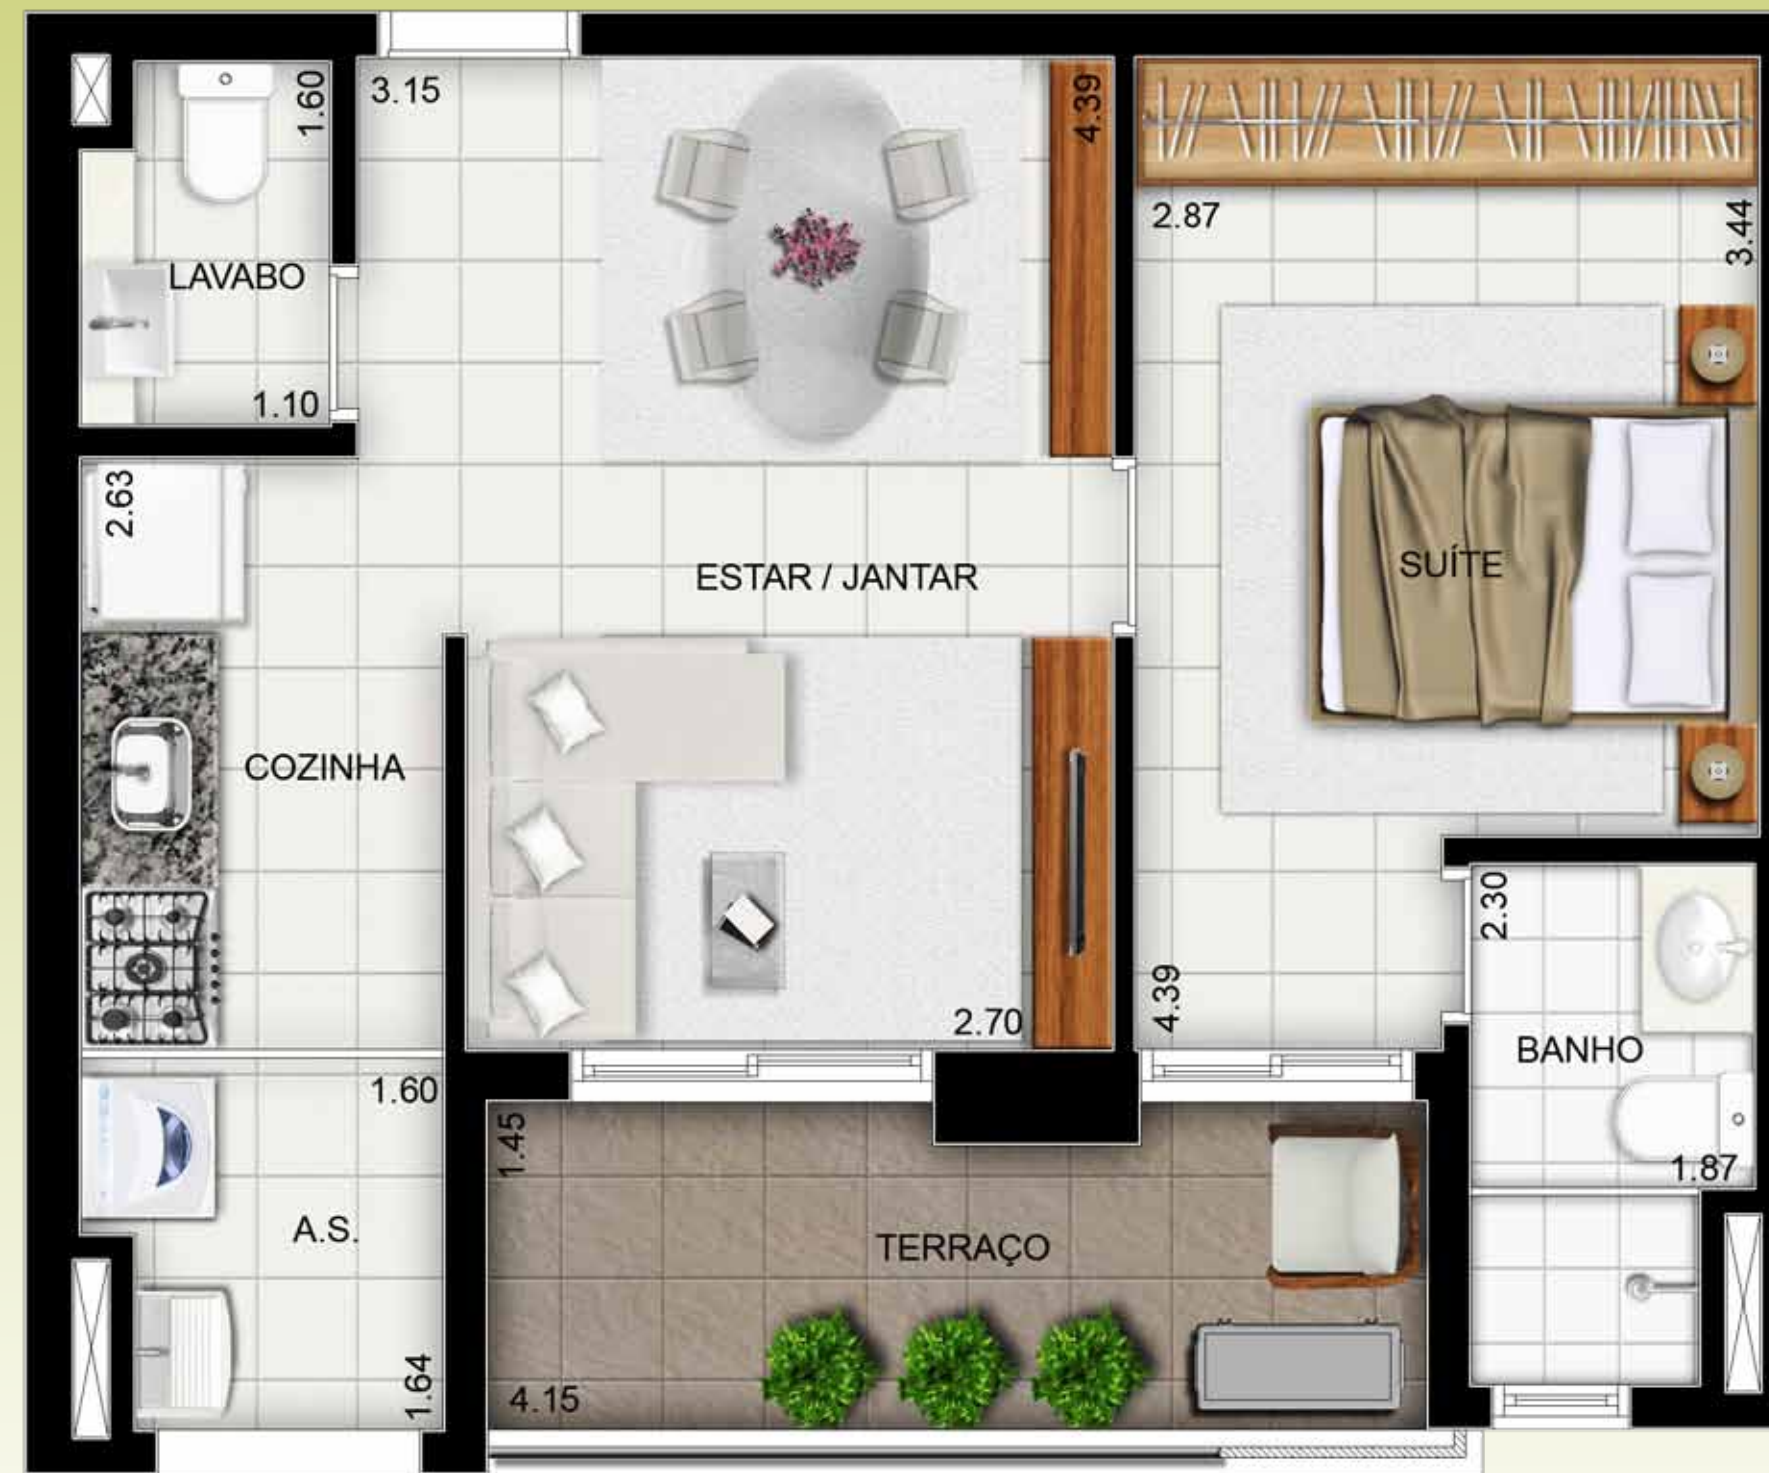 1.60
3.15
4.39
LAVABO
1.10
2.87
3.44
2.63
ESTAR / JANTAR
SUÍTE
COZINHA
2.70
4.39
2.30
BANHO
1.87
1.60
1.45
A.S.
TERRAÇO
1.64
4.15